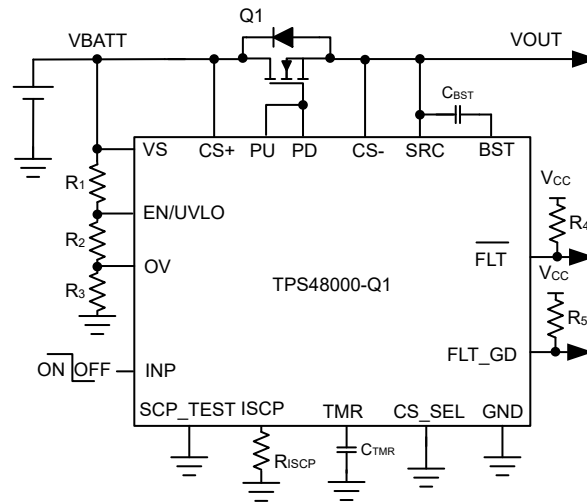 Q1
VBATT
VOUT
CBST
VS
CS+
PU
PD
CS-
SRC
BST
R1
EN/UVLO
R2
OV
R3
TPS48000-Q1
VCC
R4
FLT
VCC
R5
FLT_GD
ON OFF
INP
SCP_TEST
ISCP
TMR
CS_SEL
GND
RISCP
CTMR